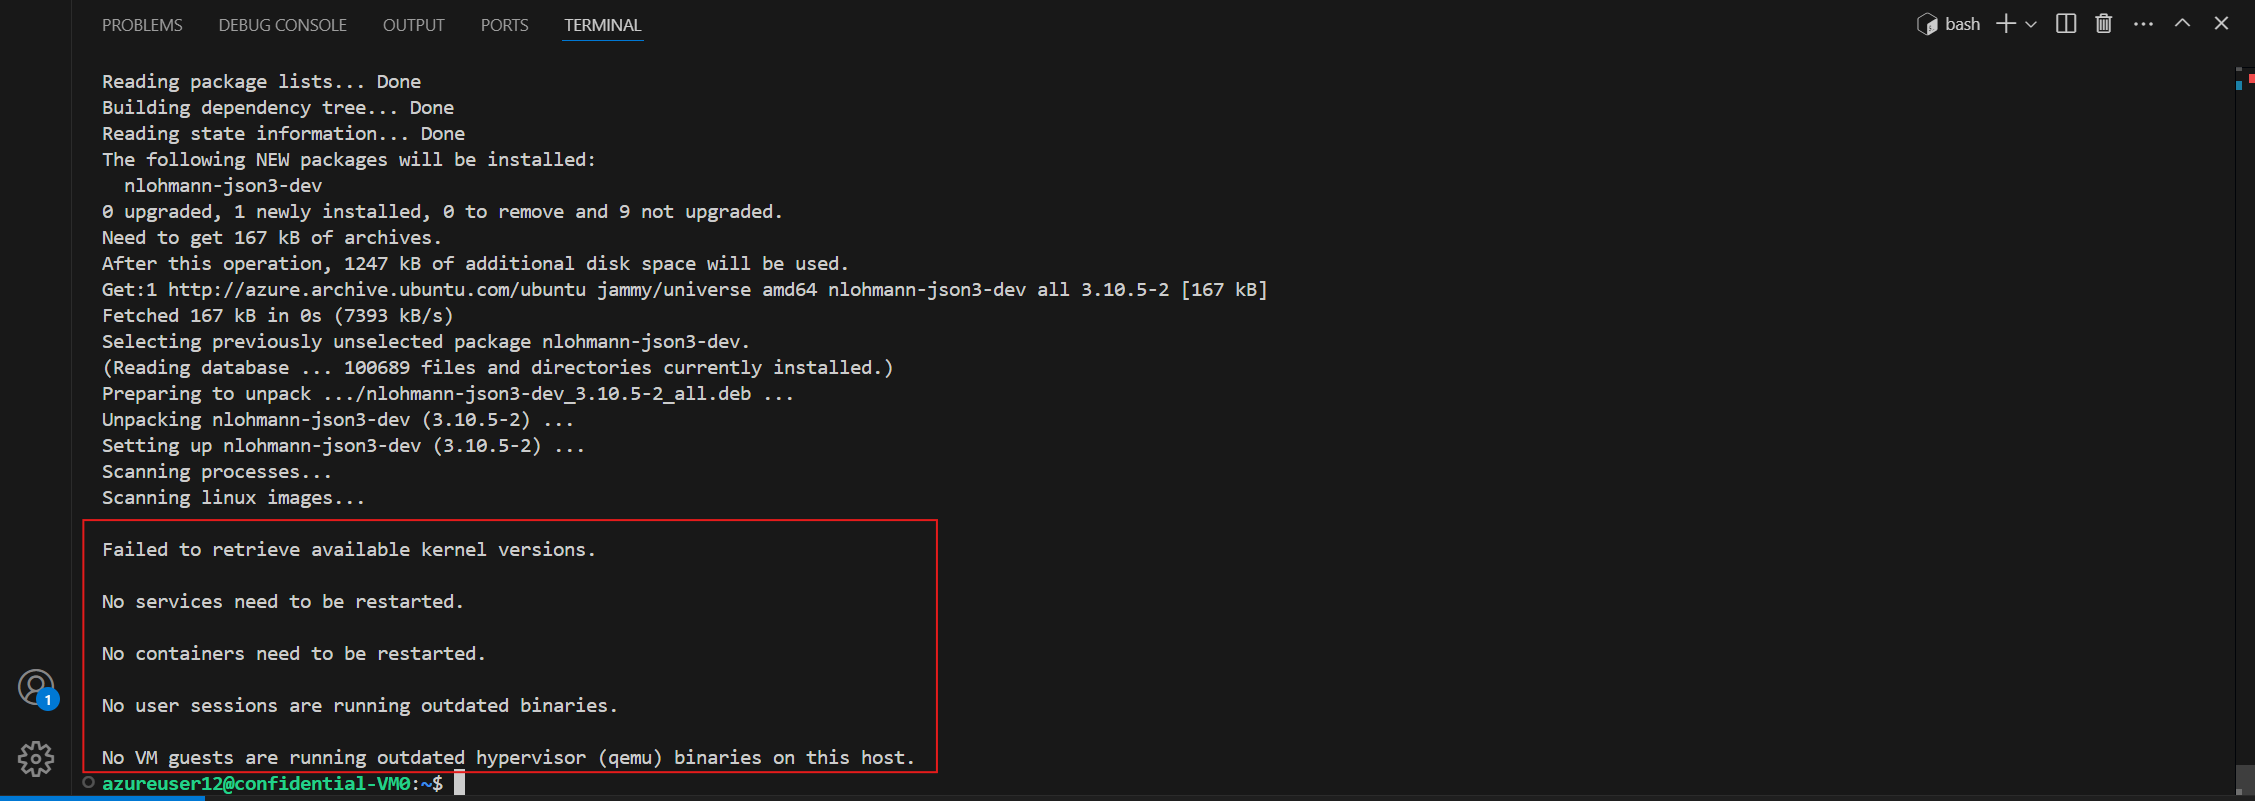 PROBLEMS DEBUG CONSOLE OUTPUT PORTS TERMINAL bash
Reading package lists... Done
Building dependency tree... Done
Reading state information... Done
The following NEW packages will be installed:
  nlohmann-json3-dev
0 upgraded, 1 newly installed, 0 to remove and 9 not upgraded.
Need to get 167 kB of archives.
After this operation, 1247 kB of additional disk space will be used.
Get:1 http://azure.archive.ubuntu.com/ubuntu jammy/universe amd64 nlohmann-json3-dev all 3.10.5-2 [167 kB]
Fetched 167 kB in 0s (7393 kB/s)
Selecting previously unselected package nlohmann-json3-dev.
(Reading database ... 100689 files and directories currently installed.)
Preparing to unpack .../nlohmann-json3-dev_3.10.5-2_all.deb ...
Unpacking nlohmann-json3-dev (3.10.5-2) ...
Setting up nlohmann-json3-dev (3.10.5-2) ...
Scanning processes...
Scanning linux images...
Failed to retrieve available kernel versions.
No services need to be restarted.
No containers need to be restarted.
No user sessions are running outdated binaries.
No VM guests are running outdated hypervisor (qemu) binaries on this host.
azureuser12@confidential-VM0:~$
1